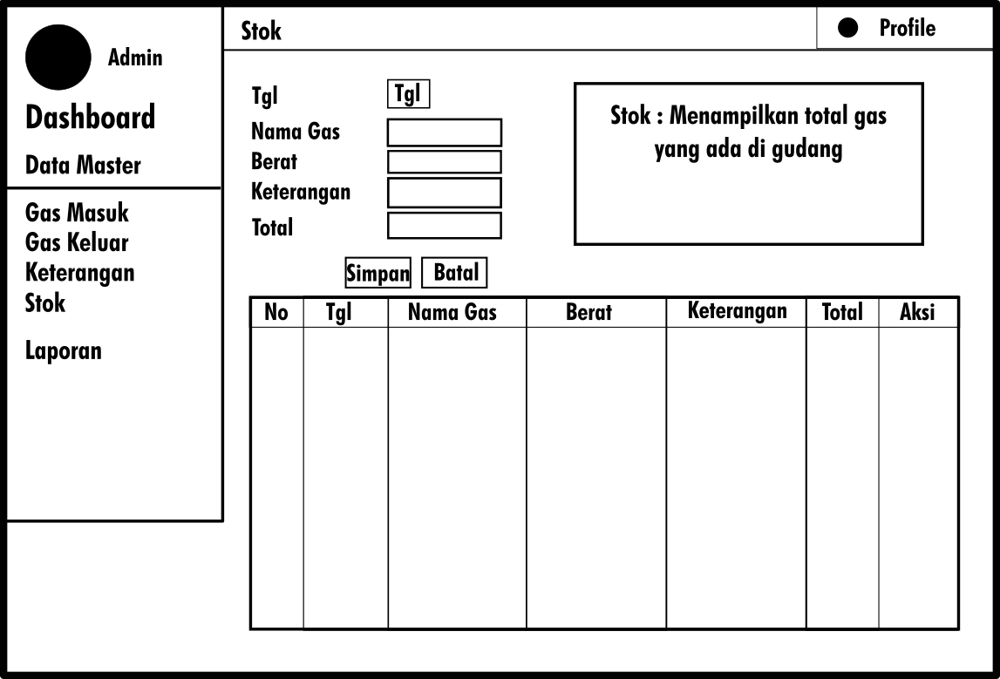 Admin
Dashboard
Data Master
Gas Masuk
Gas Keluar
Keterangan
Stok
Laporan
Stok
Profile
Tgl
Tgl
Nama Gas
Berat
Keterangan
Total
Simpan
Batal
Stok : Menampilkan total gas
yang ada di gudang
No Tgl Nama Gas Berat Keterangan Total Aksi